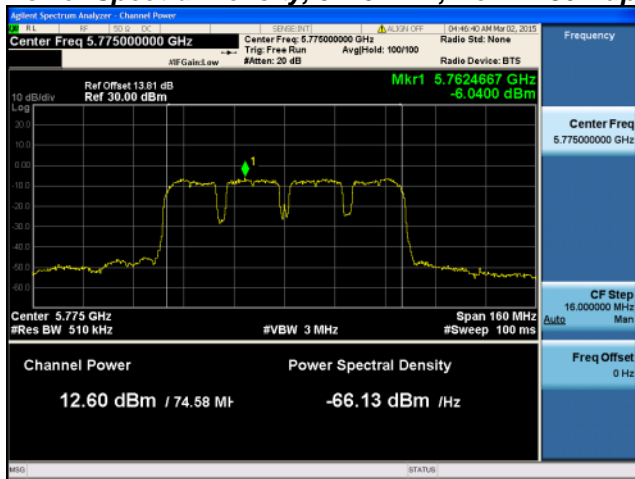 Agilent Spectrum Analyzer - Channel Power
RL RF 50 Ω DC SENSE:INT ALIGN OFF 04:46:40 AM Mar 02, 2015
Center Freq 5.775000000 GHz
Center Freq: 5.775000000 GHz
Radio Std: None
#IFGain:Low
Trig: Free Run Avg|Hold: 100/100
#Atten: 20 dB
Radio Device: BTS
Ref Offset 13.81 dB
Mkr1 5.7624667 GHz
10 dB/div Ref 30.00 dBm
-6.0400 dBm
Log
20.0
10.0
0.00
1
-10.0
-20.0
-30.0
-40.0
-50.0
-60.0
Center 5.775 GHz
Span 160 MHz
#Res BW 510 kHz
#VBW 3 MHz
#Sweep 100 ms
Channel Power
Power Spectral Density
12.60 dBm / 74.58 MH
-66.13 dBm /Hz
MSG
STATUS
Frequency
Center Freq
5.775000000 GHz
CF Step
16.000000 MHz
Auto Man
Freq Offset
0 Hz